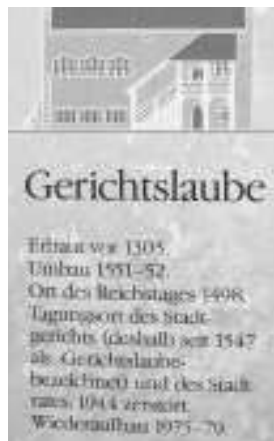 Gerichtslaube
Erbaut vor 1305.
Umbau 1551–52.
Ort des Reichstages 1498.
Tagungsort des Stadt-
gerichts (deshalb seit 1547
als Gerichtslaube
bezeichnet) und des Stadt-
rates; 1944 zerstört.
Wiederaufbau 1975–79.